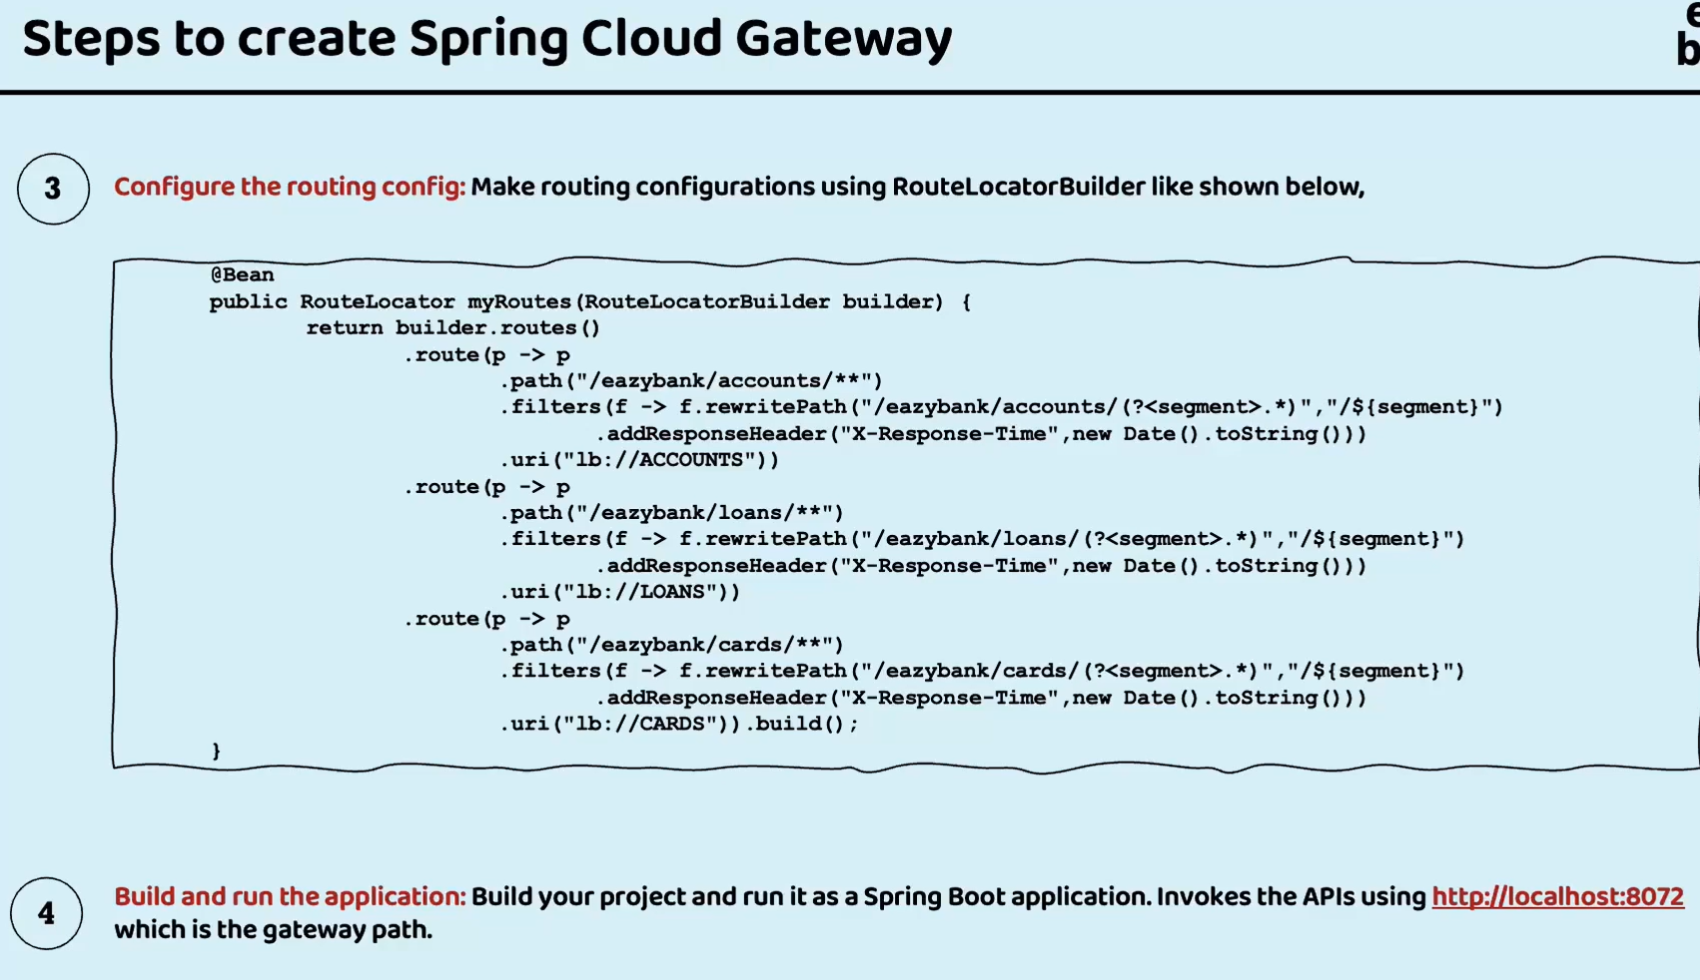 Steps to create Spring Cloud Gateway
e
b
3
Configure the routing config: Make routing configurations using RouteLocatorBuilder like shown below,
@Bean
public RouteLocator myRoutes(RouteLocatorBuilder builder) {
return builder.routes()
.route(p -> p
.path("/eazybank/accounts/**")
.filters(f -> f.rewritePath("/eazybank/accounts/(?<segment>.*)","/${segment}")
.addResponseHeader("X-Response-Time",new Date().toString()))
.uri("lb://ACCOUNTS"))
.route(p -> p
.path("/eazybank/loans/**")
.filters(f -> f.rewritePath("/eazybank/loans/(?<segment>.*)","/${segment}")
.addResponseHeader("X-Response-Time",new Date().toString()))
.uri("lb://LOANS"))
.route(p -> p
.path("/eazybank/cards/**")
.filters(f -> f.rewritePath("/eazybank/cards/(?<segment>.*)","/${segment}")
.addResponseHeader("X-Response-Time",new Date().toString()))
.uri("lb://CARDS")).build();
}
4
Build and run the application: Build your project and run it as a Spring Boot application. Invokes the APIs using http://localhost:8072
which is the gateway path.